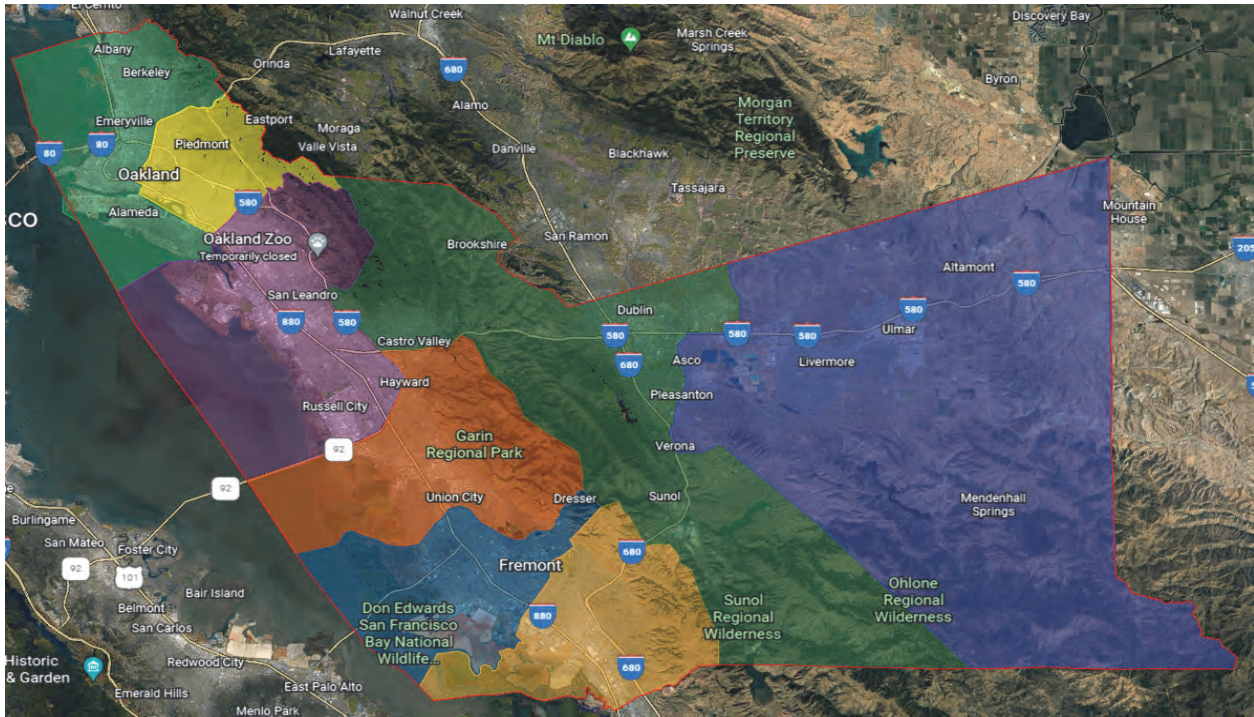 Walnut Creek
Discovery Bay
Mt Diablo
Marsh Creek
Springs
Albany
Lafayette
Orinda
Berkeley
680
Byron
Alamo
Morgan
Territory
Regional
Preserve
Emeryville
Eastport
Moraga
Valle Vista
80
80
Piedmont
Danville
Blackhawk
Oakland
Tassajara
580
Alameda
Mountain
House
SCO
Oakland Zoo
Temporarily closed
Brookshire
San Ramon
205
Altamont
580
San Leandro
880
580
Dublin
580
580
580
580
Ulmar
Castro Valley
680
Asco
Livermore
Hayward
Pleasanton
Russell City
Garin
Regional Park
92
Verona
92
Union City
Dresser
Sunol
Mendenhall
Springs
Burlingame
San Mateo
Foster City
92
101
Fremont
680
Bair Island
Belmont
San Carlos
Don Edwards
San Francisco
Bay National
Wildlife...
880
Sunol
Regional
Wilderness
Ohlone
Regional
Wilderness
Historic
& Garden
Redwood City
680
Emerald Hills
East Palo Alto
Menlo Park